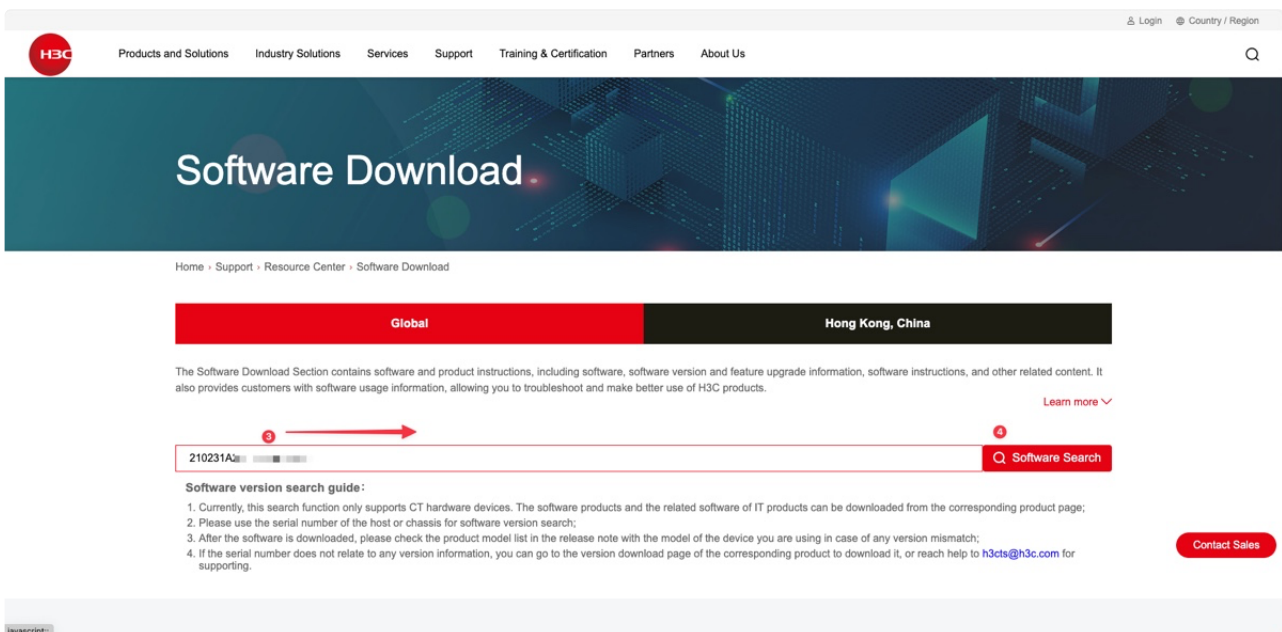 Login Country / Region
H3C Products and Solutions Industry Solutions Services Support Training & Certification Partners About Us
Software Download
Home › Support › Resource Center › Software Download
Global Hong Kong, China
The Software Download Section contains software and product instructions, including software, software version and feature upgrade information, software instructions, and other related content. It
also provides customers with software usage information, allowing you to troubleshoot and make better use of H3C products.
Learn more
3 4
210231A Software Search
Software version search guide:
1. Currently, this search function only supports CT hardware devices. The software products and the related software of IT products can be downloaded from the corresponding product page;
2. Please use the serial number of the host or chassis for software version search;
3. After the software is downloaded, please check the product model list in the release note with the model of the device you are using in case of any version mismatch;
4. If the serial number does not relate to any version information, you can go to the version download page of the corresponding product to download it, or reach help to h3cts@h3c.com for
supporting.
Contact Sales
javascript:;